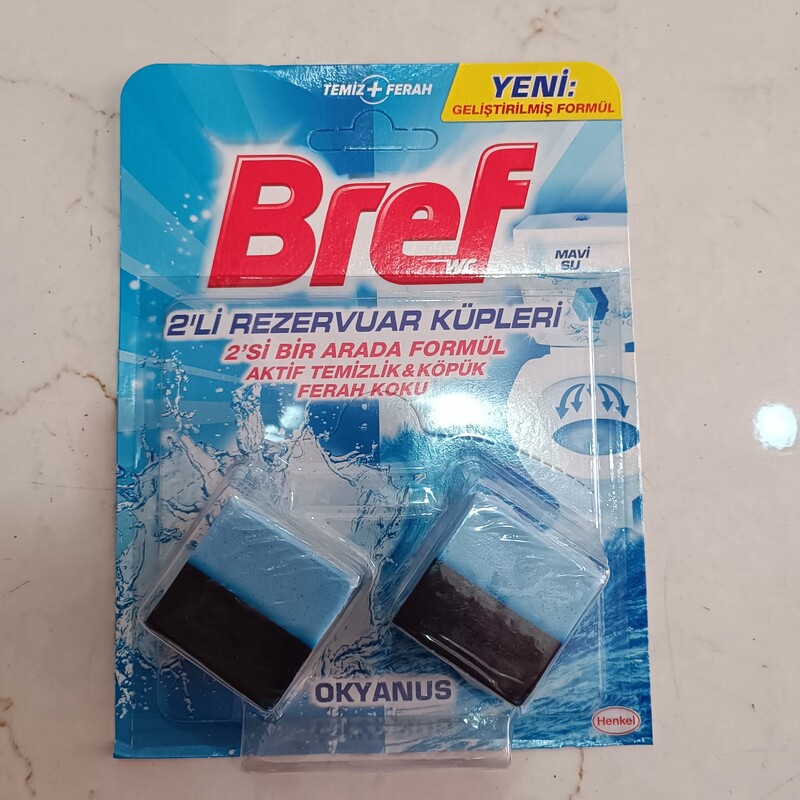 TEMİZ + FERAH
YENİ:
GELİŞTİRİLMİŞ FORMÜL
Bref
WC
MAVİ
SU
2'Lİ REZERVUAR KÜPLERİ
2'Sİ BİR ARADA FORMÜL
AKTİF TEMİZLİK&KÖPÜK
FERAH KOKU
OKYANUS
Henkel